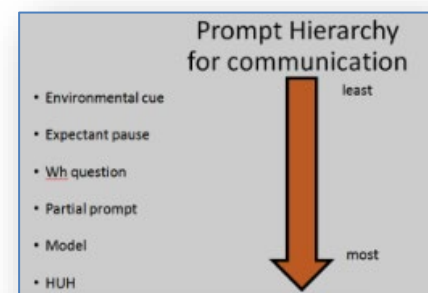 Prompt Hierarchy
for communication
least
• Environmental cue
• Expectant pause
• Wh question
• Partial prompt
• Model
most
• HUH